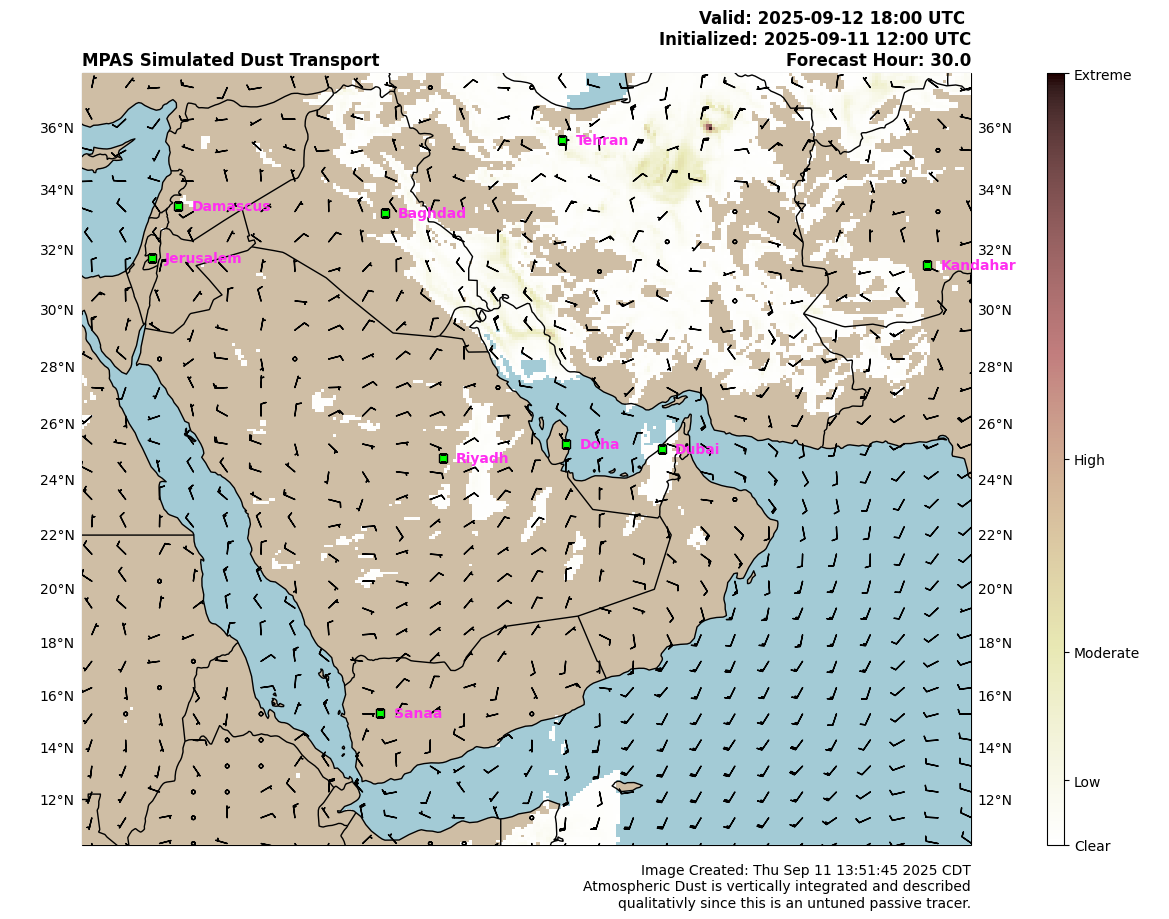 Valid: 2025-09-12 18:00 UTC
Initialized: 2025-09-11 12:00 UTC
MPAS Simulated Dust Transport
Forecast Hour: 30.0
Extreme
High
Moderate
Low
Clear
36°N
34°N
32°N
30°N
28°N
26°N
24°N
22°N
20°N
18°N
16°N
14°N
12°N
36°N
34°N
32°N
30°N
28°N
26°N
24°N
22°N
20°N
18°N
16°N
14°N
12°N
Tehran
Damascus
Baghdad
Jerusalem
Kandahar
Doha
Dubai
Riyadh
Sanaa
Image Created: Thu Sep 11 13:51:45 2025 CDT
Atmospheric Dust is vertically integrated and described
qualitativly since this is an untuned passive tracer.